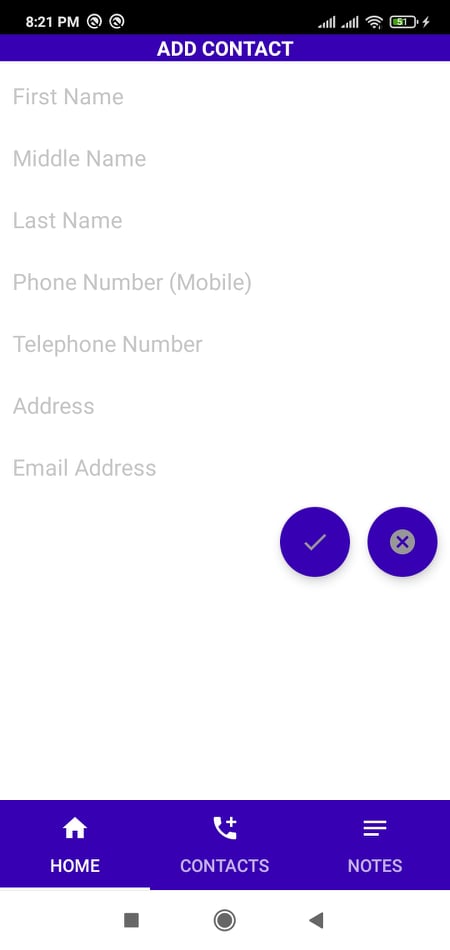 8:21 PM
51
ADD CONTACT
First Name
Middle Name
Last Name
Phone Number (Mobile)
Telephone Number
Address
Email Address
HOME
CONTACTS
NOTES